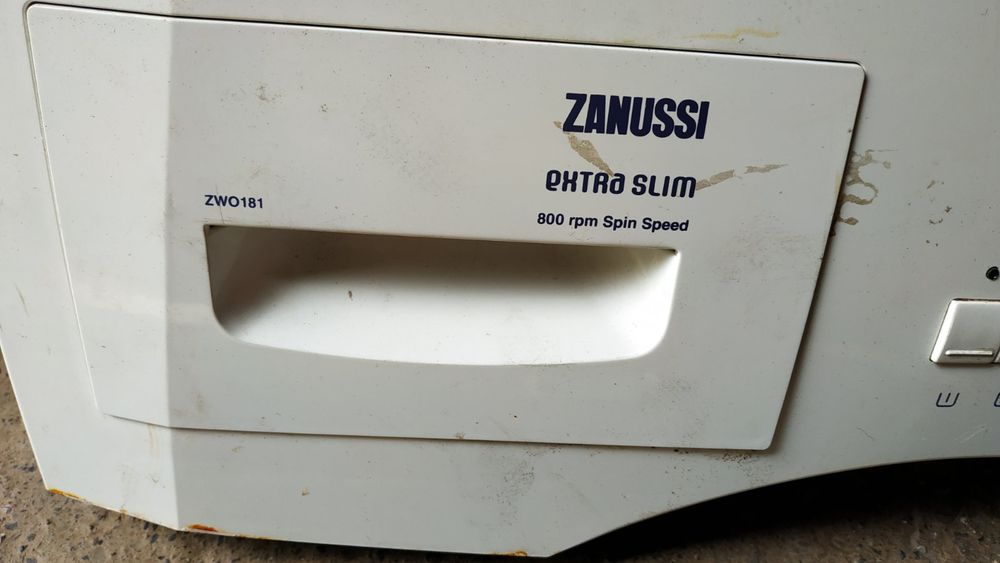 ZANUSSI
extra slim
ZWO181
800 rpm Spin Speed